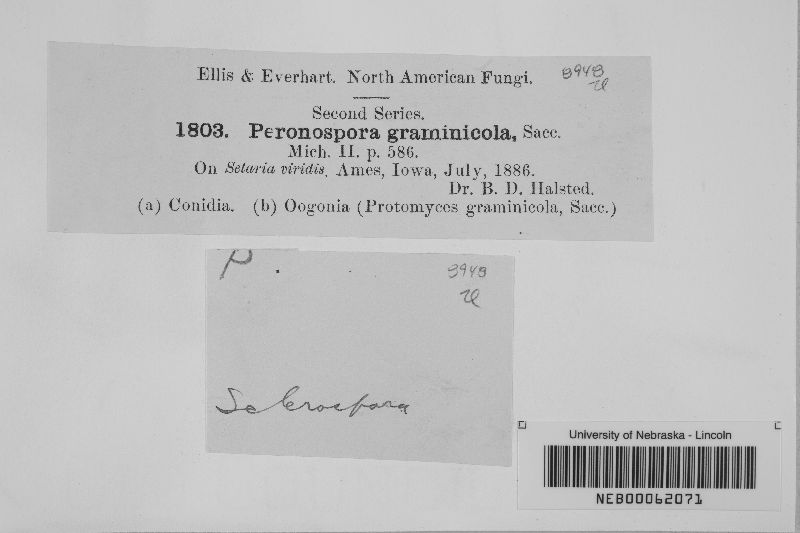 Ellis & Everhart. North American Fungi.
8948
Second Series.
1803. Peronospora graminicola, Sacc.
Mich. II. p. 586.
On Setaria viridis, Ames, Iowa, July, 1886.
Dr. B. D. Halsted.
(a) Conidia. (b) Oogonia (Protomyces graminicola, Sacc.)
P.
8948
Sclerospora
University of Nebraska - Lincoln
NEB00062071